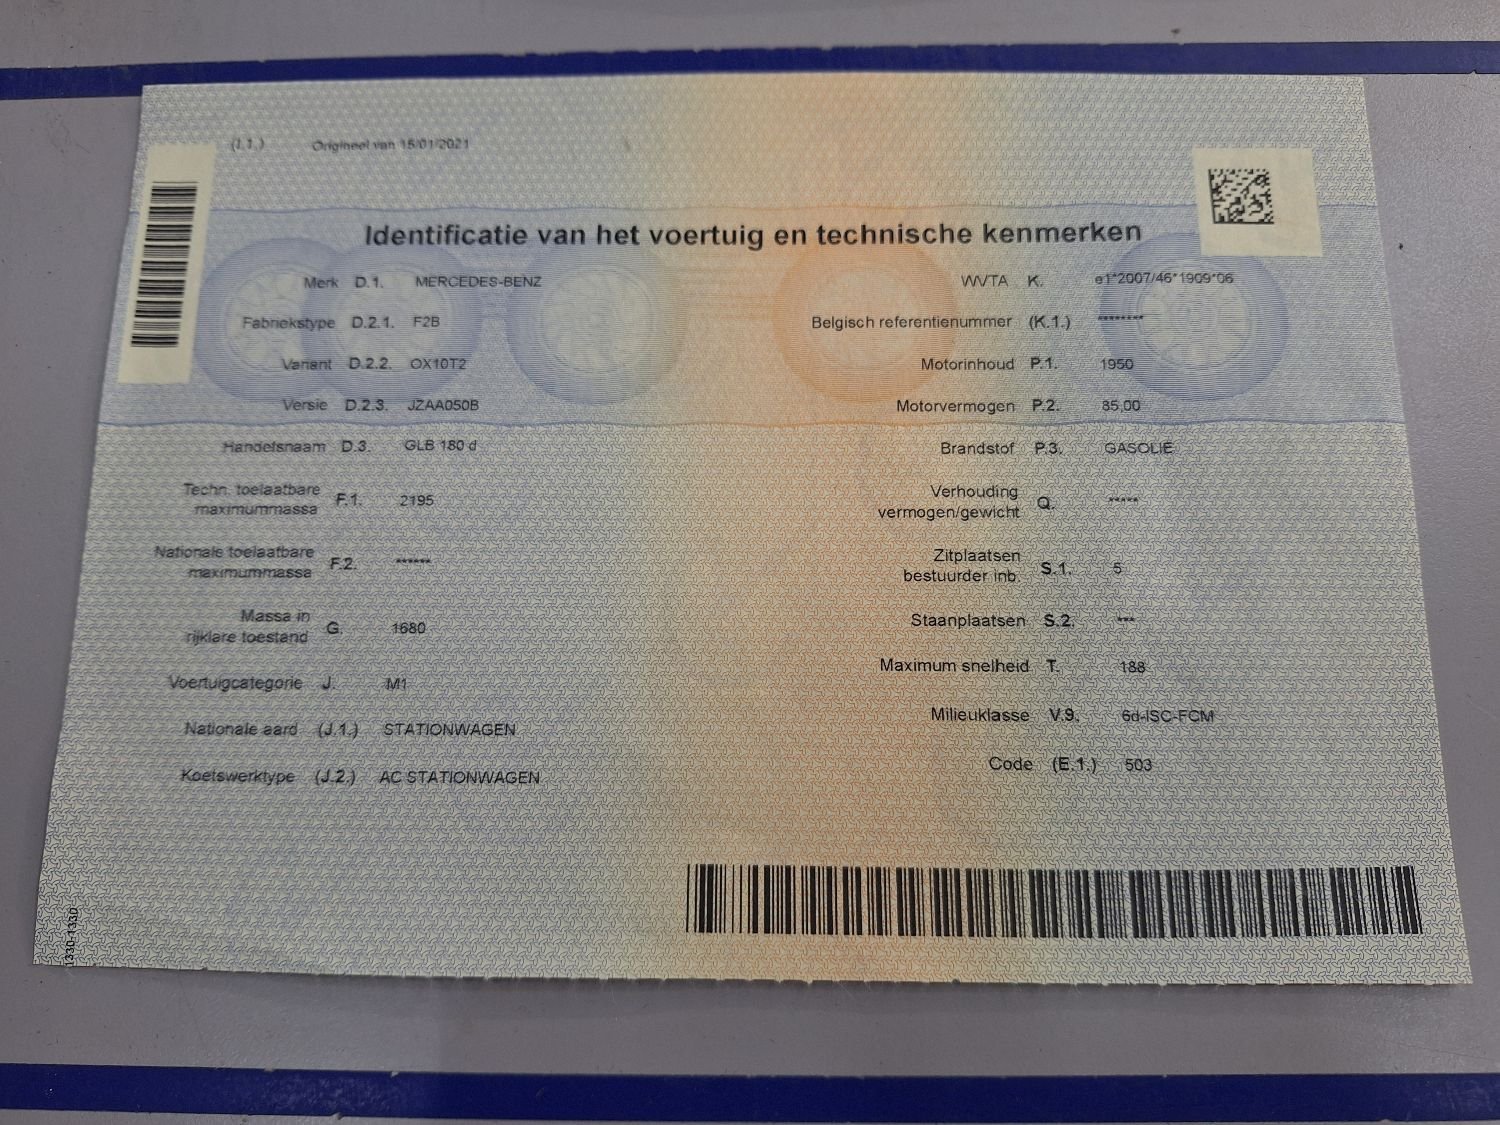 (I.1.) Origineel van 15/01/2021
Identificatie van het voertuig en technische kenmerken
Merk D.1. MERCEDES-BENZ
Fabriekstype D.2.1. F2B
Variant D.2.2. OX10T2
Versie D.2.3. JZAA050B
Handelsnaam D.3. GLB 180 d
Techn. toelaatbare
maximummassa F.1. 2195
Nationale toelaatbare
maximummassa F.2. ******
Massa in
rijklare toestand G. 1680
Voertuigcategorie J. M1
Nationale aard (J.1.) STATIONWAGEN
Koetswerktype (J.2.) AC STATIONWAGEN
WVTA K. e1*2007/46*1909*06
Belgisch referentienummer (K.1.) ********
Motorinhoud P.1. 1950
Motorvermogen P.2. 85,00
Brandstof P.3. GASOLIE
Verhouding
vermogen/gewicht Q. *****
Zitplaatsen
bestuurder inb. S.1. 5
Staanplaatsen S.2. ***
Maximum snelheid T. 188
Milieuklasse V.9. 6d-ISC-FCM
Code (E.1.) 503
1330-1330